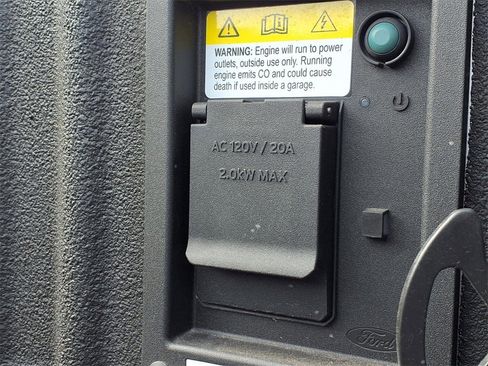 WARNING: Engine will run to power
outlets, outside use only. Running
engine emits CO and could cause
death if used inside a garage.
AC 120V / 20A
2.0kW MAX
Ford